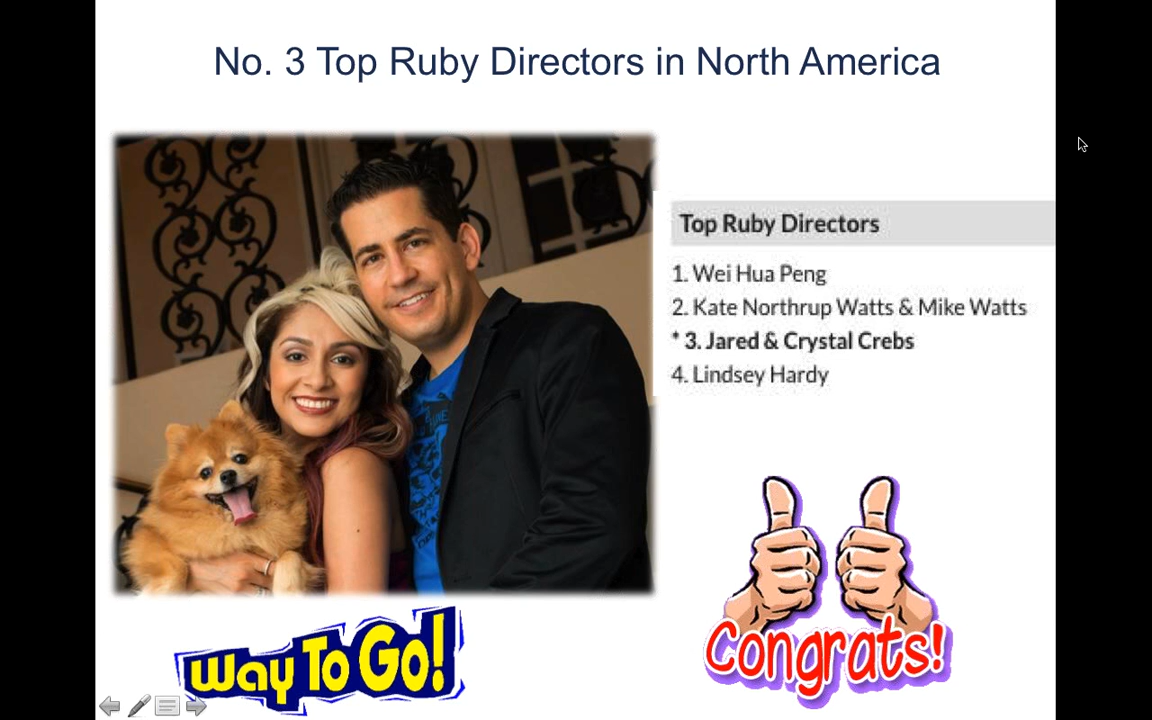 No. 3 Top Ruby Directors in North America
Top Ruby Directors
1. Wei Hua Peng
2. Kate Northrup Watts & Mike Watts
* 3. Jared & Crystal Crebs
4. Lindsey Hardy
Way To Go!
Congrats!